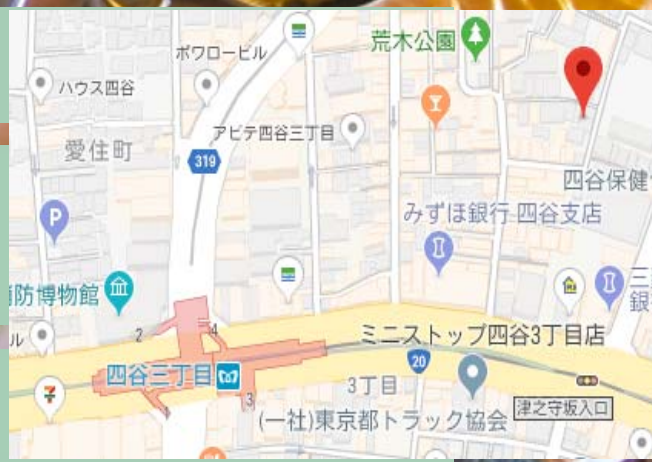 荒木公園
ポワロービル
ハウス四谷
アビテ四谷三丁目
愛住町
319
四谷保健
みずほ銀行 四谷支店
P
防博物館
三
銀
ル
2
4
ミニストップ四谷3丁目店
四谷三丁目
20
3丁目
3
(一社)東京都トラック協会
津之守坂入口